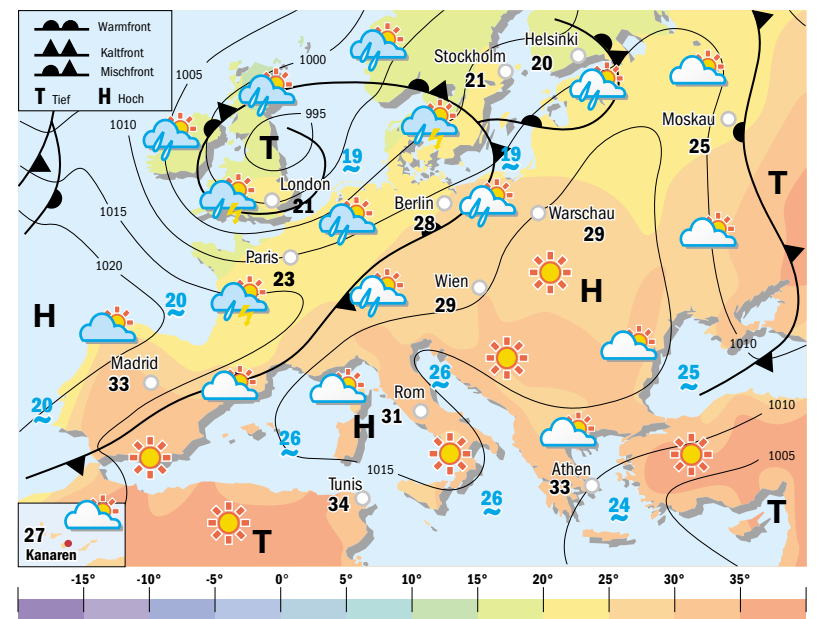 Warmfront
Kaltfront
Mischfront
T Tief H Hoch
1005
1000
995
1010
1015
1020
Stockholm
21
Helsinki
20
Moskau
25
T
19
19
T
London
21
Berlin
28
Warschau
29
Paris
23
Wien
29
H
H
20
1010
Madrid
33
20
26
25
Rom
31
H
26
1015
1010
1005
Athen
33
Tunis
34
26
24
T
T
27
Kanaren
-15° -10° -5° 0° 5° 10° 15° 20° 25° 30° 35°